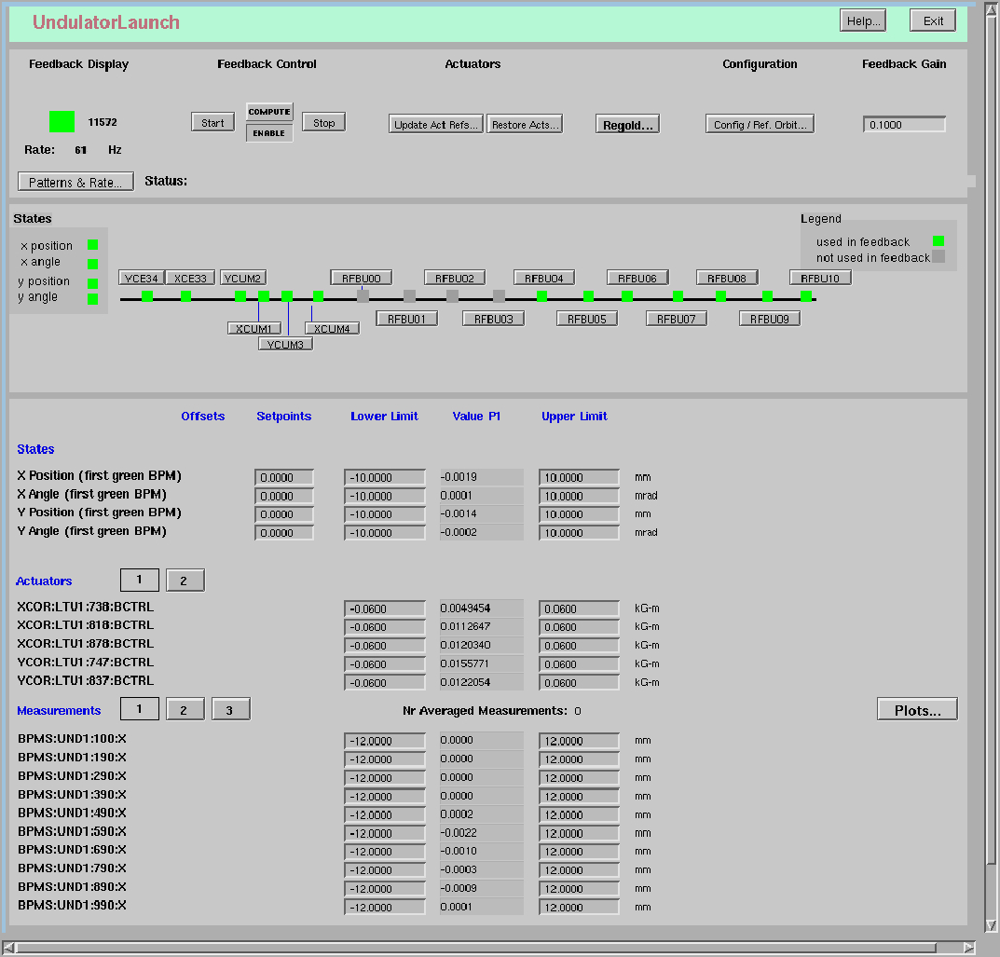 UndulatorLaunch Help... Exit
Feedback Display Feedback Control Actuators Configuration Feedback Gain
11572 Start COMPUTE ENABLE Stop Update Act Refs... Restore Acts... Regold... Config / Ref. Orbit... 0.1000
Rate: 61 Hz
Patterns & Rate... Status:
States Legend
x position used in feedback
x angle not used in feedback
y position
y angle
YCE34 XCE33 YCUM2 RFBU00 RFBU02 RFBU04 RFBU06 RFBU08 RFBU10
XCUM1 XCUM4 RFBU01 RFBU03 RFBU05 RFBU07 RFBU09
YCUM3
Offsets Setpoints Lower Limit Value P1 Upper Limit
States
X Position (first green BPM) 0.0000 -10.0000 -0.0019 10.0000 mm
X Angle (first green BPM) 0.0000 -10.0000 0.0001 10.0000 mrad
Y Position (first green BPM) 0.0000 -10.0000 -0.0014 10.0000 mm
Y Angle (first green BPM) 0.0000 -10.0000 -0.0002 10.0000 mrad
Actuators 1 2
XCOR:LTU1:738:BCTRL -0.0600 0.0049454 0.0600 kG-m
XCOR:LTU1:818:BCTRL -0.0600 0.0112647 0.0600 kG-m
XCOR:LTU1:878:BCTRL -0.0600 0.0120340 0.0600 kG-m
YCOR:LTU1:747:BCTRL -0.0600 0.0155771 0.0600 kG-m
YCOR:LTU1:837:BCTRL -0.0600 0.0122054 0.0600 kG-m
Measurements 1 2 3 Nr Averaged Measurements: 0 Plots...
BPMS:UND1:100:X -12.0000 0.0000 12.0000 mm
BPMS:UND1:190:X -12.0000 0.0000 12.0000 mm
BPMS:UND1:290:X -12.0000 0.0000 12.0000 mm
BPMS:UND1:390:X -12.0000 0.0000 12.0000 mm
BPMS:UND1:490:X -12.0000 0.0002 12.0000 mm
BPMS:UND1:590:X -12.0000 -0.0022 12.0000 mm
BPMS:UND1:690:X -12.0000 -0.0010 12.0000 mm
BPMS:UND1:790:X -12.0000 -0.0003 12.0000 mm
BPMS:UND1:890:X -12.0000 -0.0009 12.0000 mm
BPMS:UND1:990:X -12.0000 0.0001 12.0000 mm